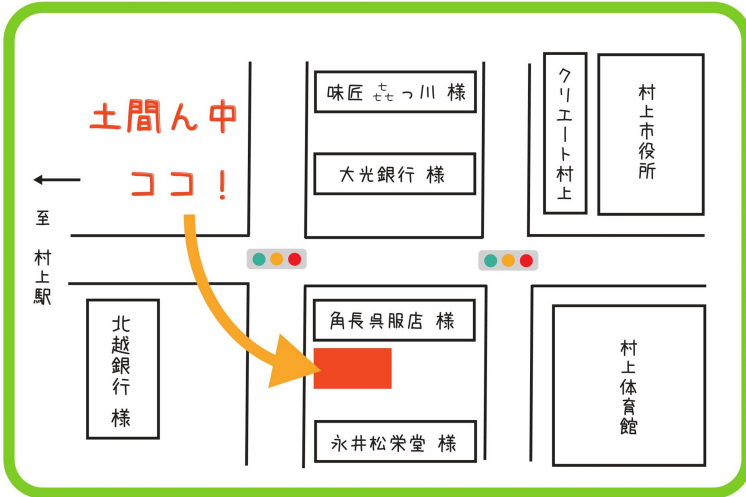 土間ん中
ココ!
至 村上駅
味匠 㐂っ川 様
大光銀行 様
クリエート村上
村上市役所
北越銀行 様
角長呉服店 様
永井松栄堂 様
村上体育館